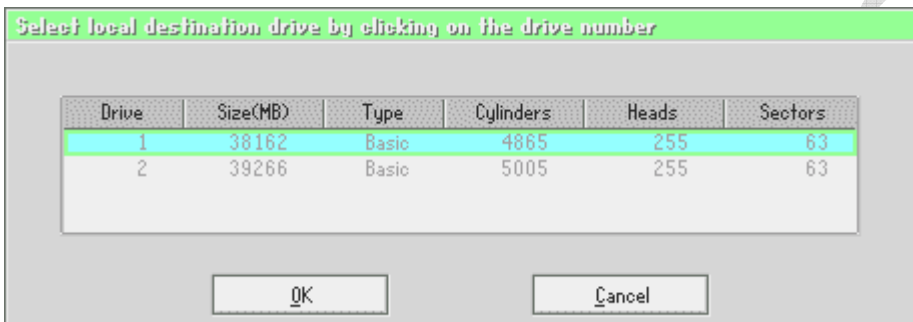 Select local destination drive by clicking on the drive number
Drive Size(MB) Type Cylinders Heads Sectors
1 38162 Basic 4865 255 63
2 39266 Basic 5005 255 63
OK Cancel